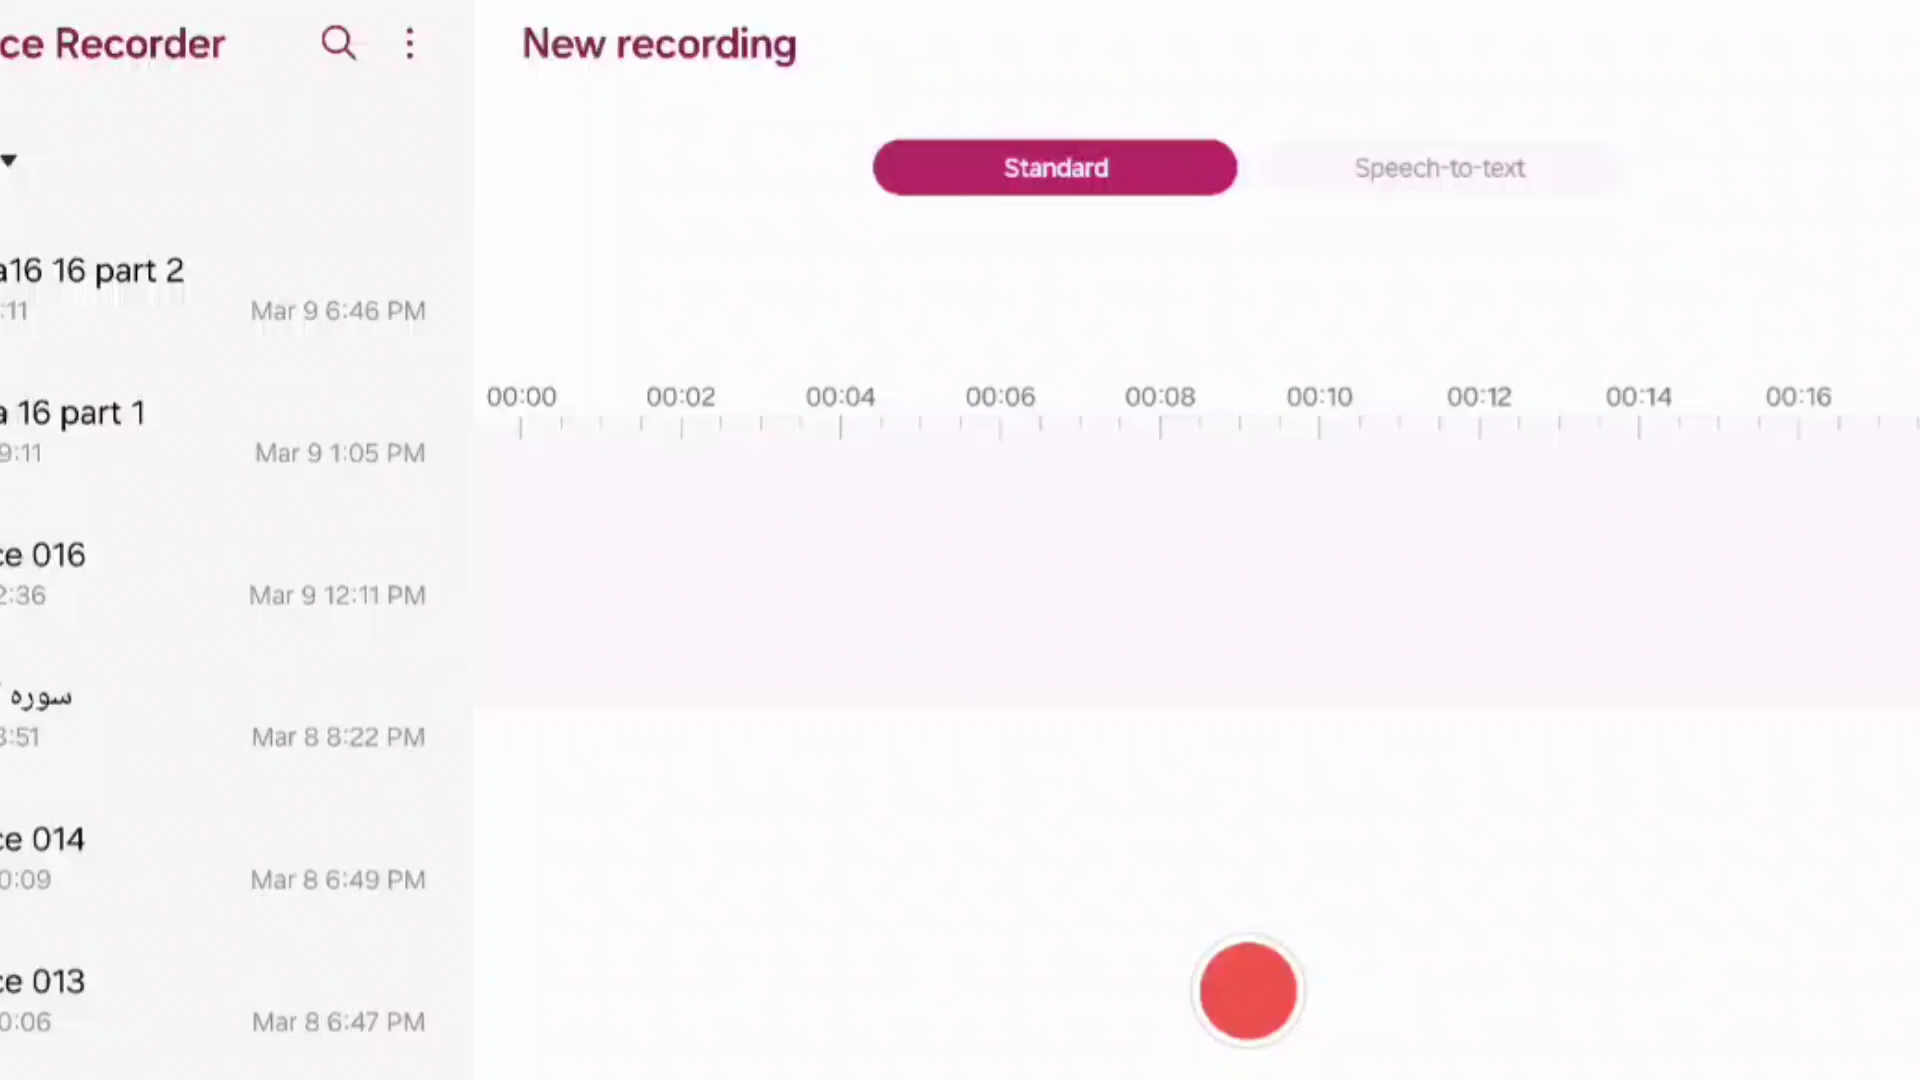 ce Recorder
New recording
Standard
Speech-to-text
a16 16 part 2
:11
Mar 9 6:46 PM
a 16 part 1
9:11
Mar 9 1:05 PM
ce 016
2:36
Mar 9 12:11 PM
سوره
3:51
Mar 8 8:22 PM
ce 014
0:09
Mar 8 6:49 PM
ce 013
0:06
Mar 8 6:47 PM
00:00 00:02 00:04 00:06 00:08 00:10 00:12 00:14 00:16